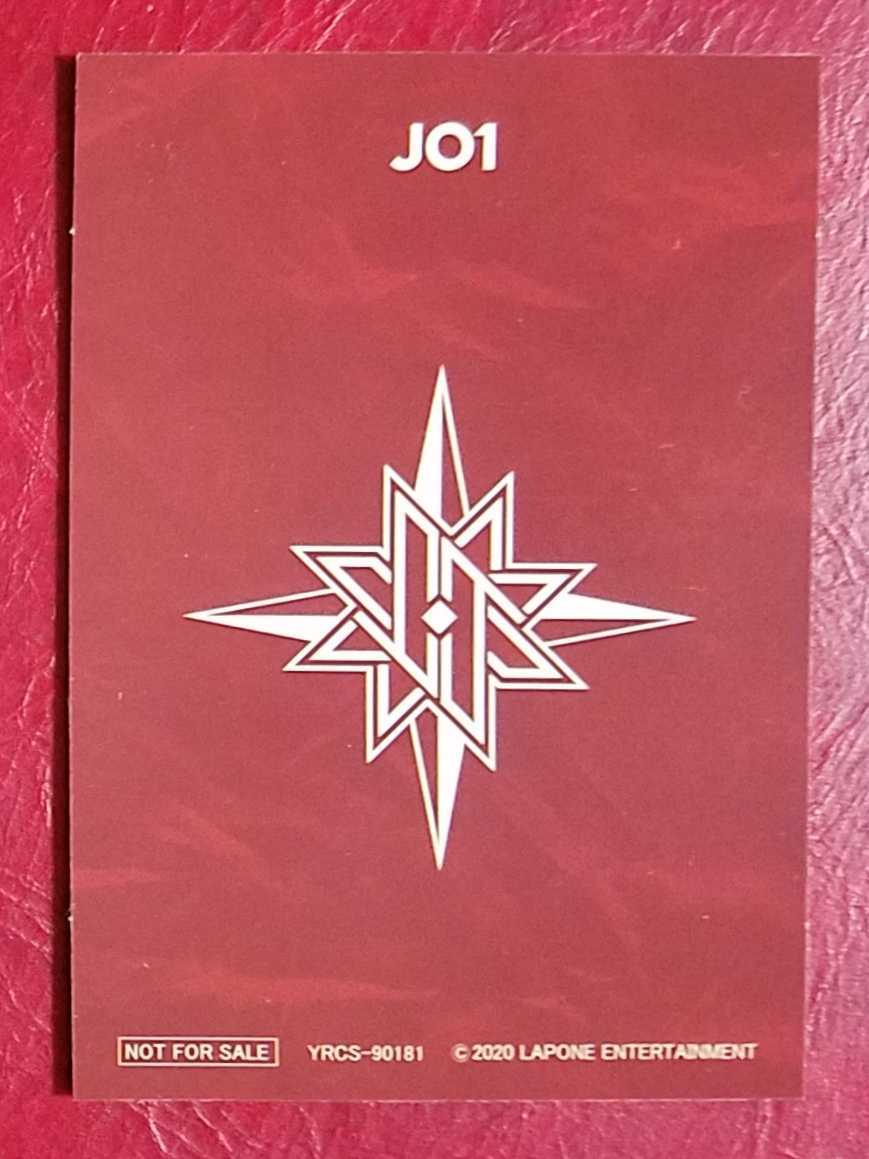 JO1
NOT FOR SALE YRCS-90181 © 2020 LAPONE ENTERTAINMENT